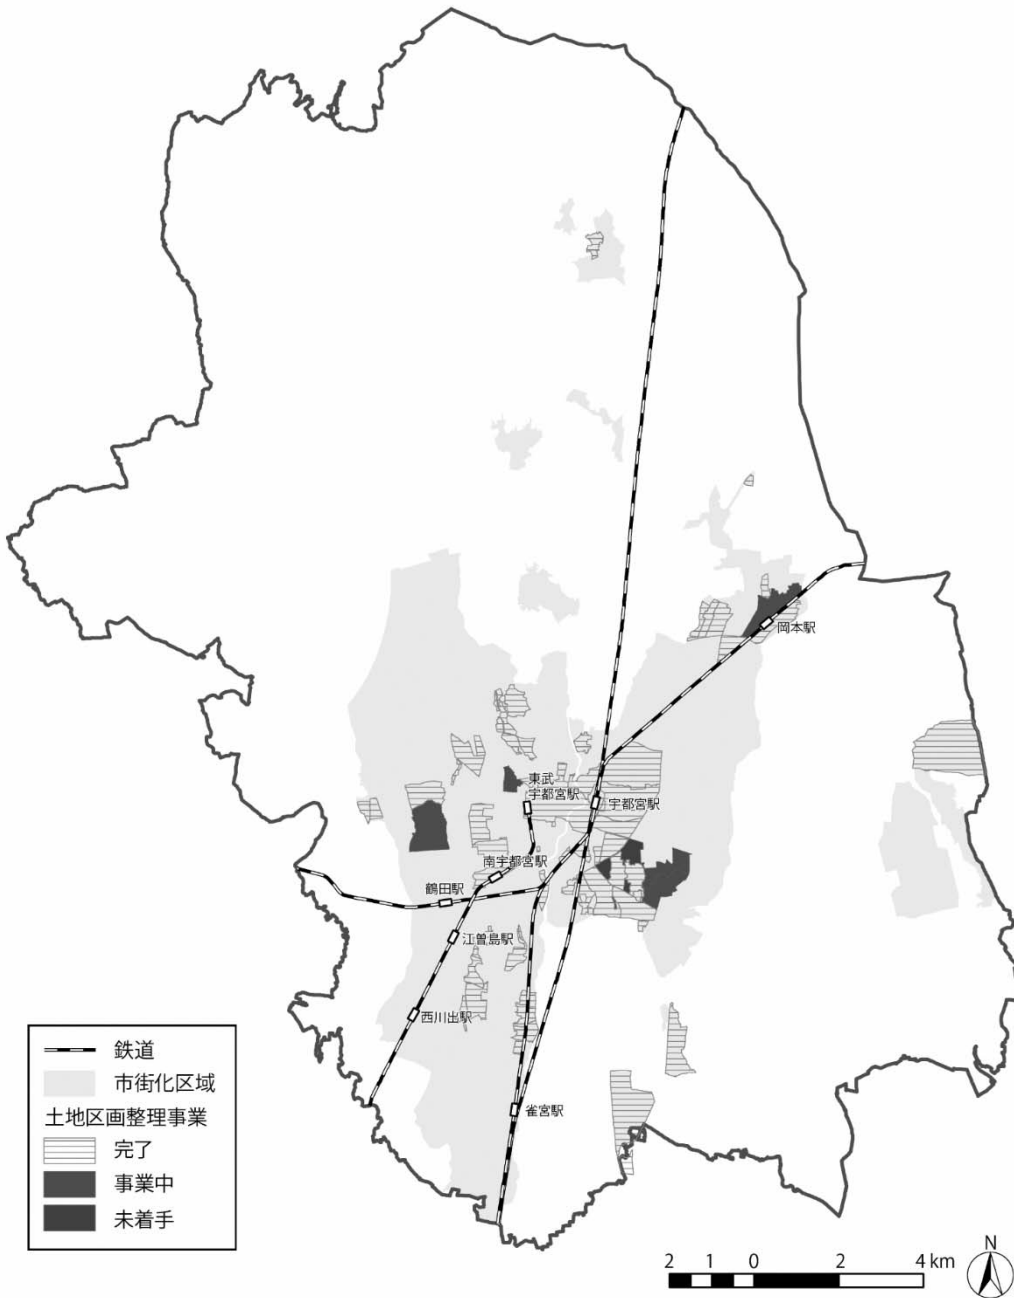 岡本駅
東武
宇都宮駅
宇都宮駅
南宇都宮駅
鶴田駅
江曽島駅
西川出駅
雀宮駅
鉄道
市街化区域
土地区画整理事業
完了
事業中
未着手
2 1 0 2 4 km
N